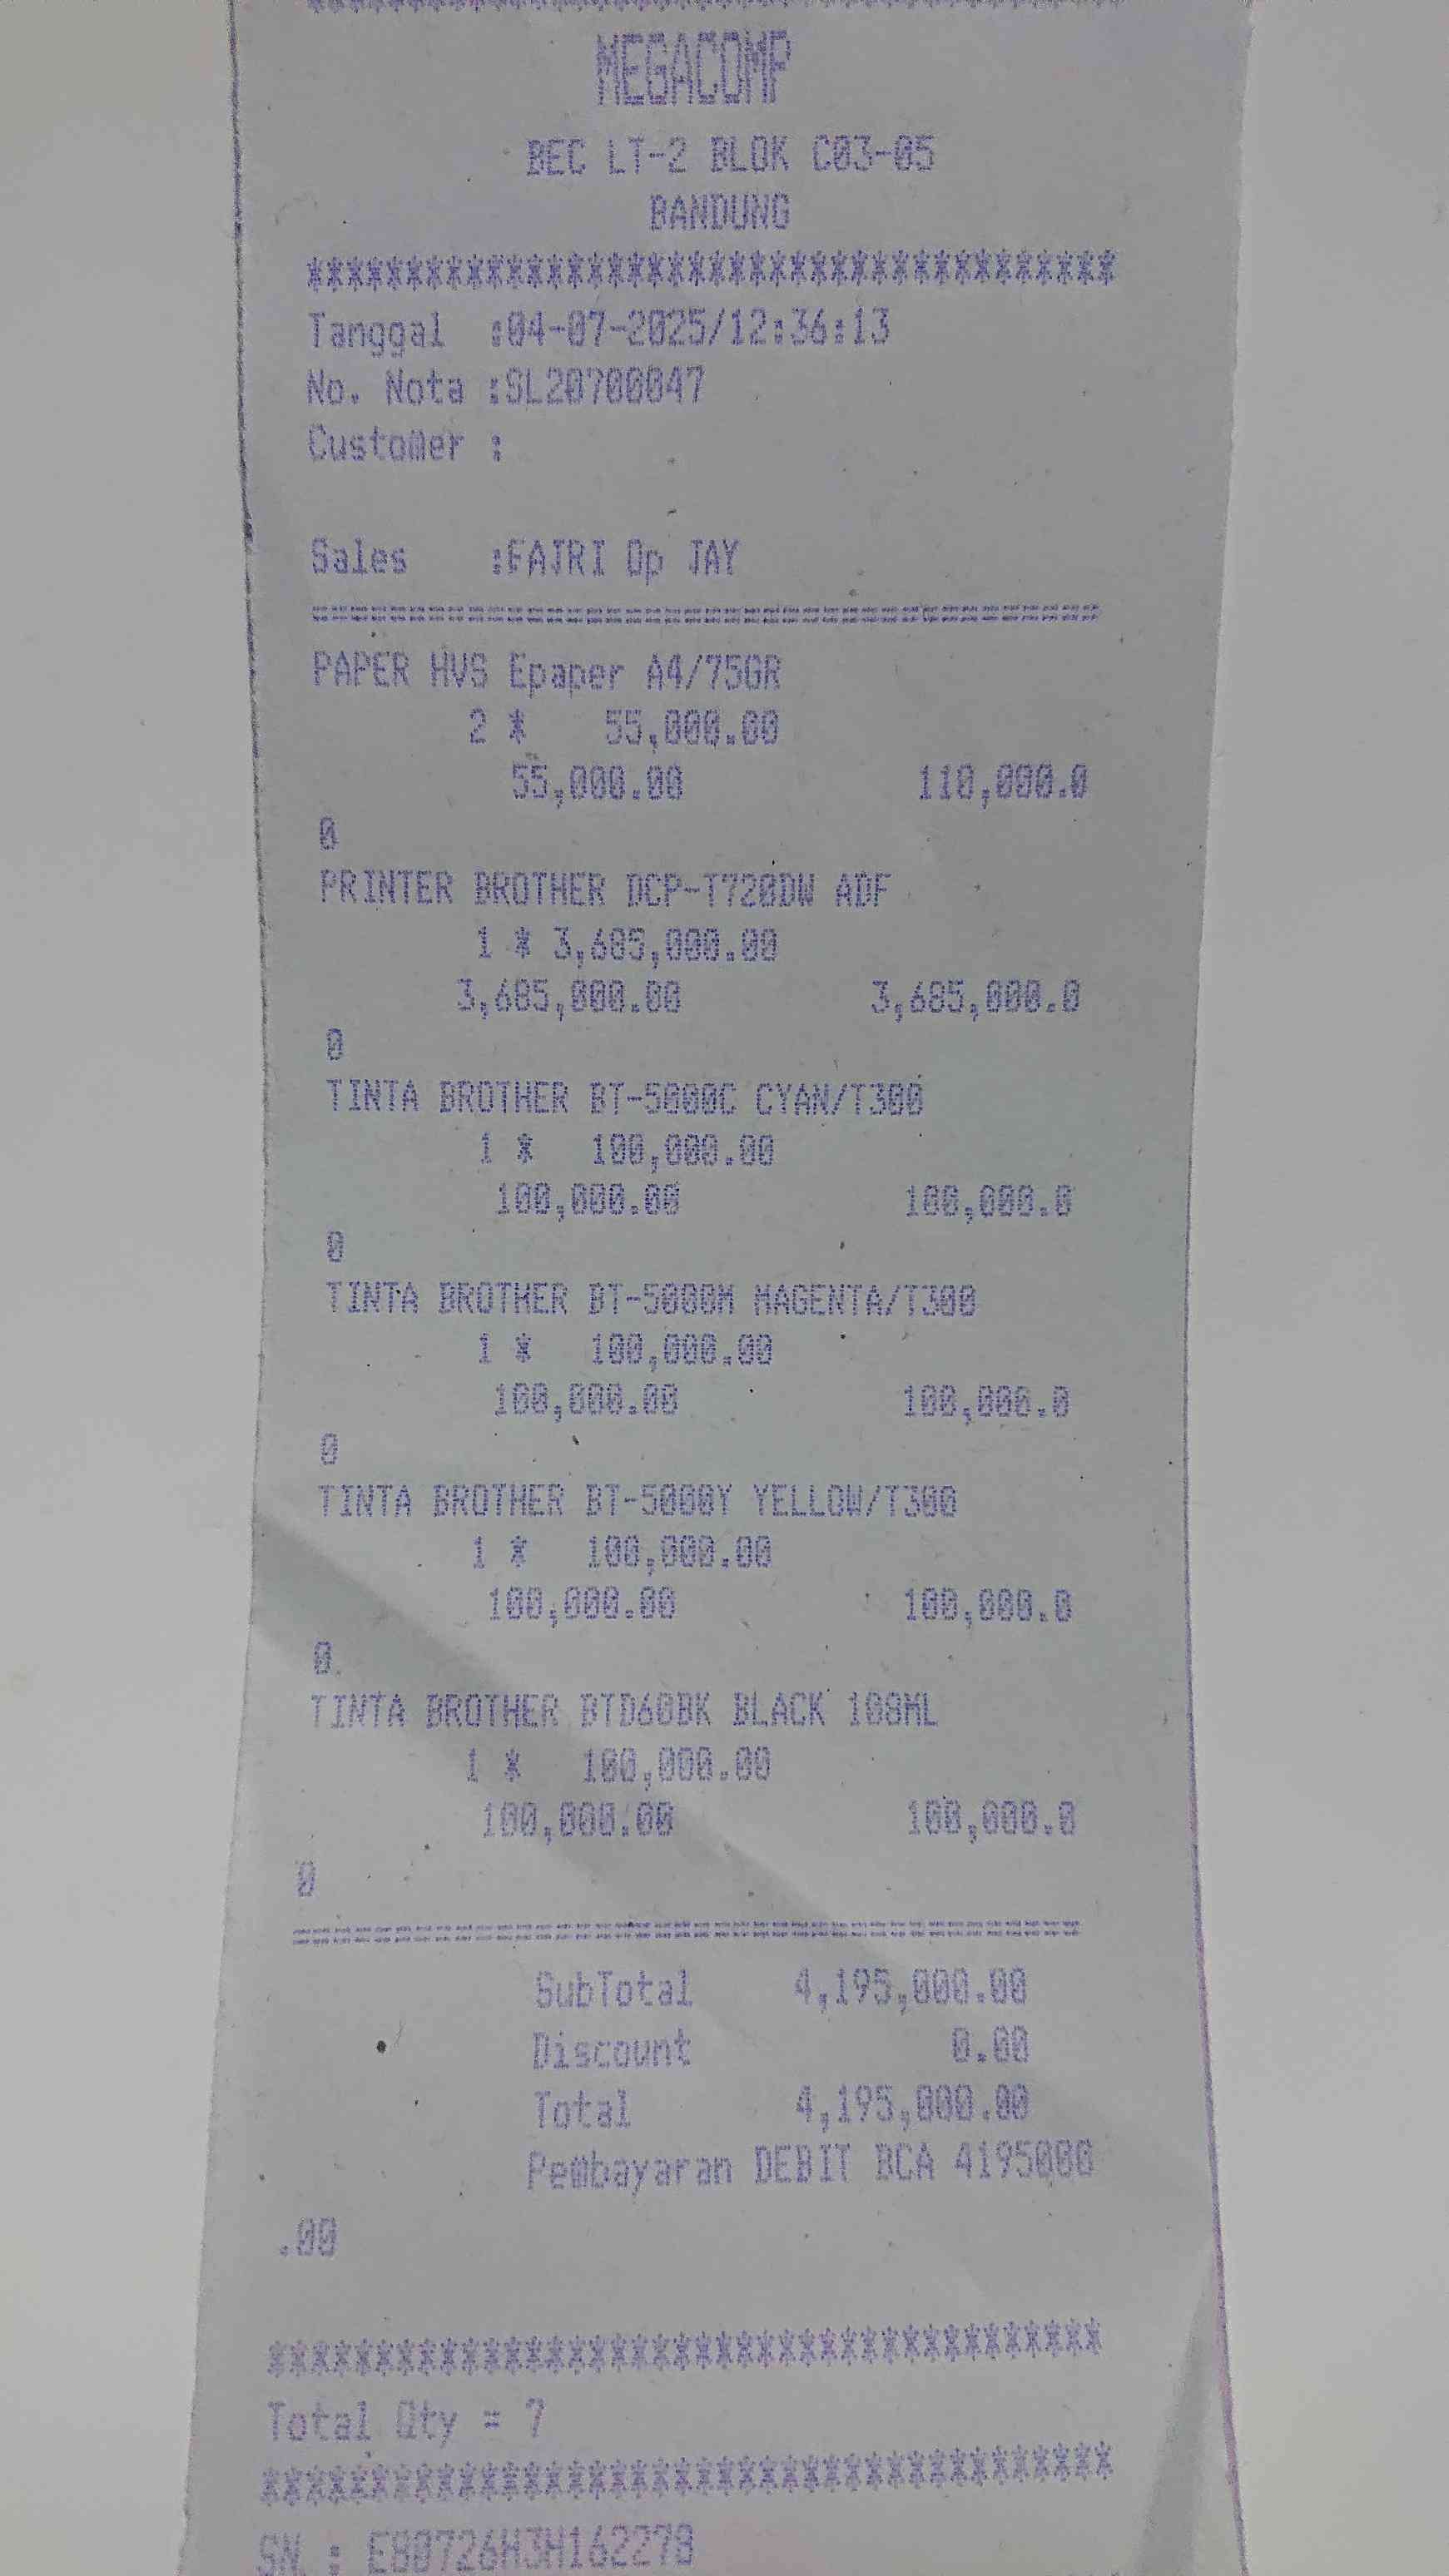 ****************************************
MEGACOMP
BEC LT-2 BLOK C03-05
BANDUNG
****************************************
Tanggal :04-07-2025/12:36:13
No. Nota :SL20700047
Customer :
Sales :FAJRI Op JAY
========================================
PAPER HVS Epaper A4/75GR
2 * 55,000.00
55,000.00 110,000.0
0
PRINTER BROTHER DCP-T720DW ADF
1 * 3,685,000.00
3,685,000.00 3,685,000.0
0
TINTA BROTHER BT-5000C CYAN/T300
1 * 100,000.00
100,000.00 100,000.0
0
TINTA BROTHER BT-5000M MAGENTA/T300
1 * 100,000.00
100,000.00 100,000.0
0
TINTA BROTHER BT-5000Y YELLOW/T300
1 * 100,000.00
100,000.00 100,000.0
0
TINTA BROTHER BTD60BK BLACK 108ML
1 * 100,000.00
100,000.00 100,000.0
0
========================================
SubTotal 4,195,000.00
Discount 0.00
Total 4,195,000.00
Pembayaran DEBIT BCA 4195000
.00
****************************************
Total Qty = 7
****************************************
SN : E80726H3H162278